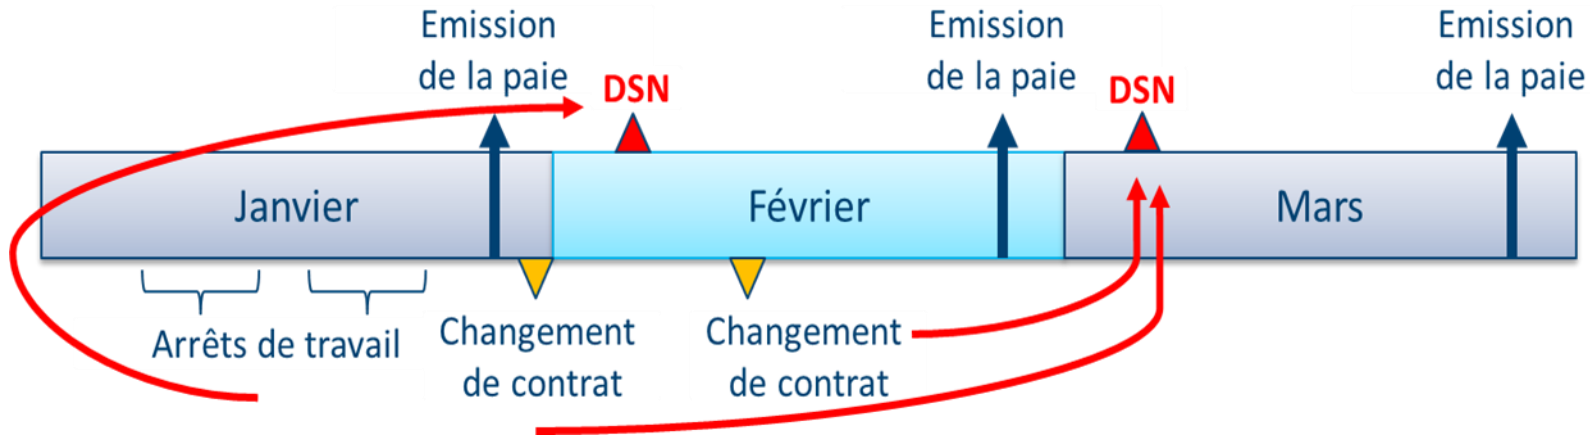 Emission
de la paie
DSN
Emission
de la paie
DSN
Emission
de la paie
Janvier
Février
Mars
Arrêts de travail
Changement
de contrat
Changement
de contrat